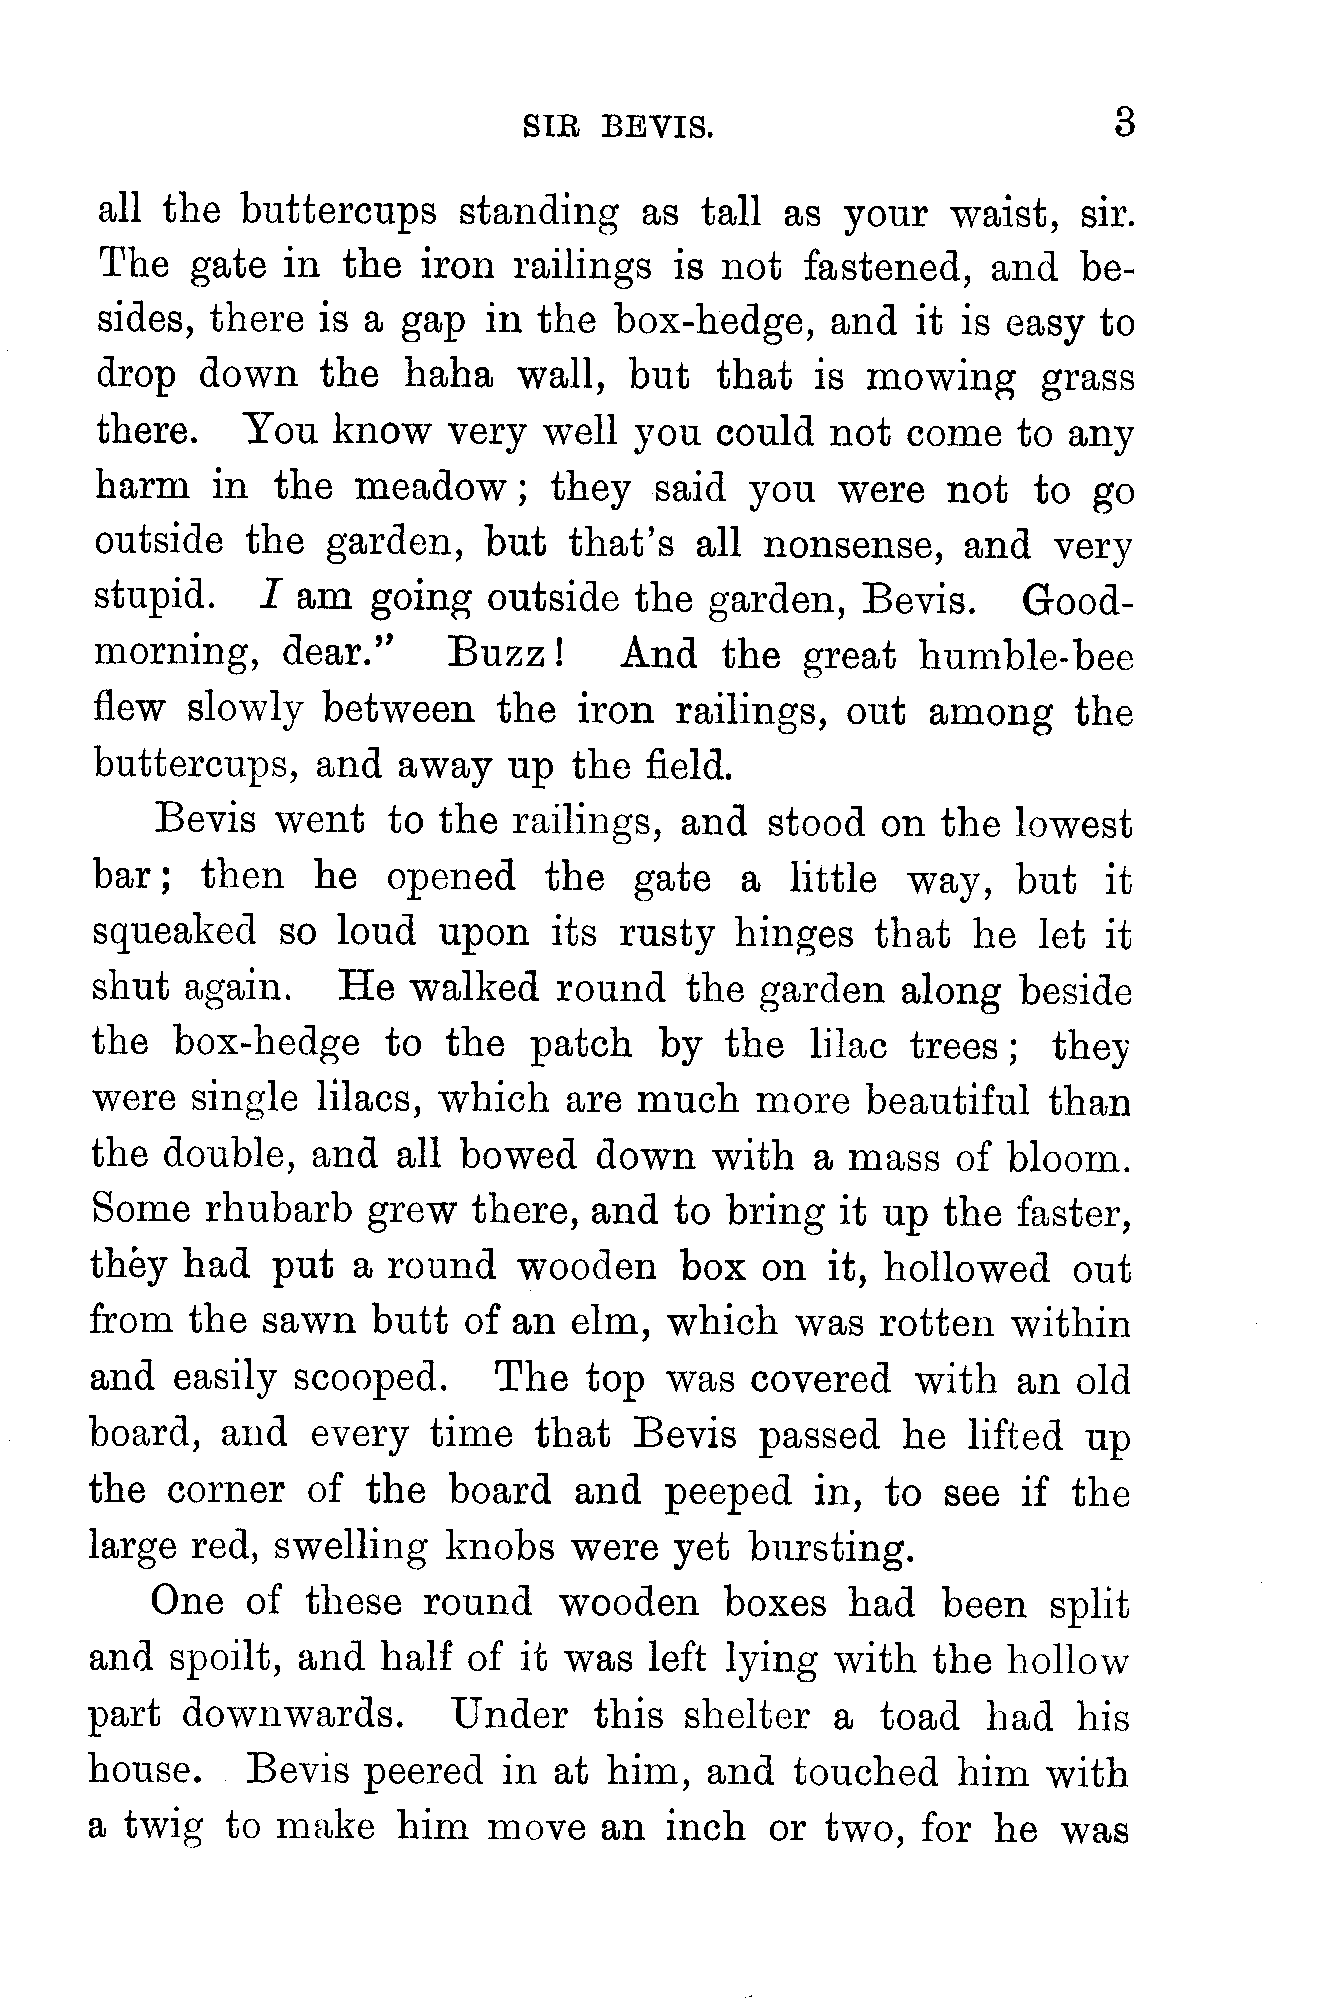 SIR BEVIS. 3
all the buttercups standing as tall as your waist, sir.
The gate in the iron railings is not fastened, and be-
sides, there is a gap in the box-hedge, and it is easy to
drop down the haha wall, but that is mowing grass
there. You know very well you could not come to any
harm in the meadow; they said you were not to go
outside the garden, but that's all nonsense, and very
stupid. I am going outside the garden, Bevis. Good-
morning, dear." Buzz! And the great humble-bee
flew slowly between the iron railings, out among the
buttercups, and away up the field.
Bevis went to the railings, and stood on the lowest
bar; then he opened the gate a little way, but it
squeaked so loud upon its rusty hinges that he let it
shut again. He walked round the garden along beside
the box-hedge to the patch by the lilac trees; they
were single lilacs, which are much more beautiful than
the double, and all bowed down with a mass of bloom.
Some rhubarb grew there, and to bring it up the faster,
they had put a round wooden box on it, hollowed out
from the sawn butt of an elm, which was rotten within
and easily scooped. The top was covered with an old
board, and every time that Bevis passed he lifted up
the corner of the board and peeped in, to see if the
large red, swelling knobs were yet bursting.
One of these round wooden boxes had been split
and spoilt, and half of it was left lying with the hollow
part downwards. Under this shelter a toad had his
house. Bevis peered in at him, and touched him with
a twig to make him move an inch or two, for he was